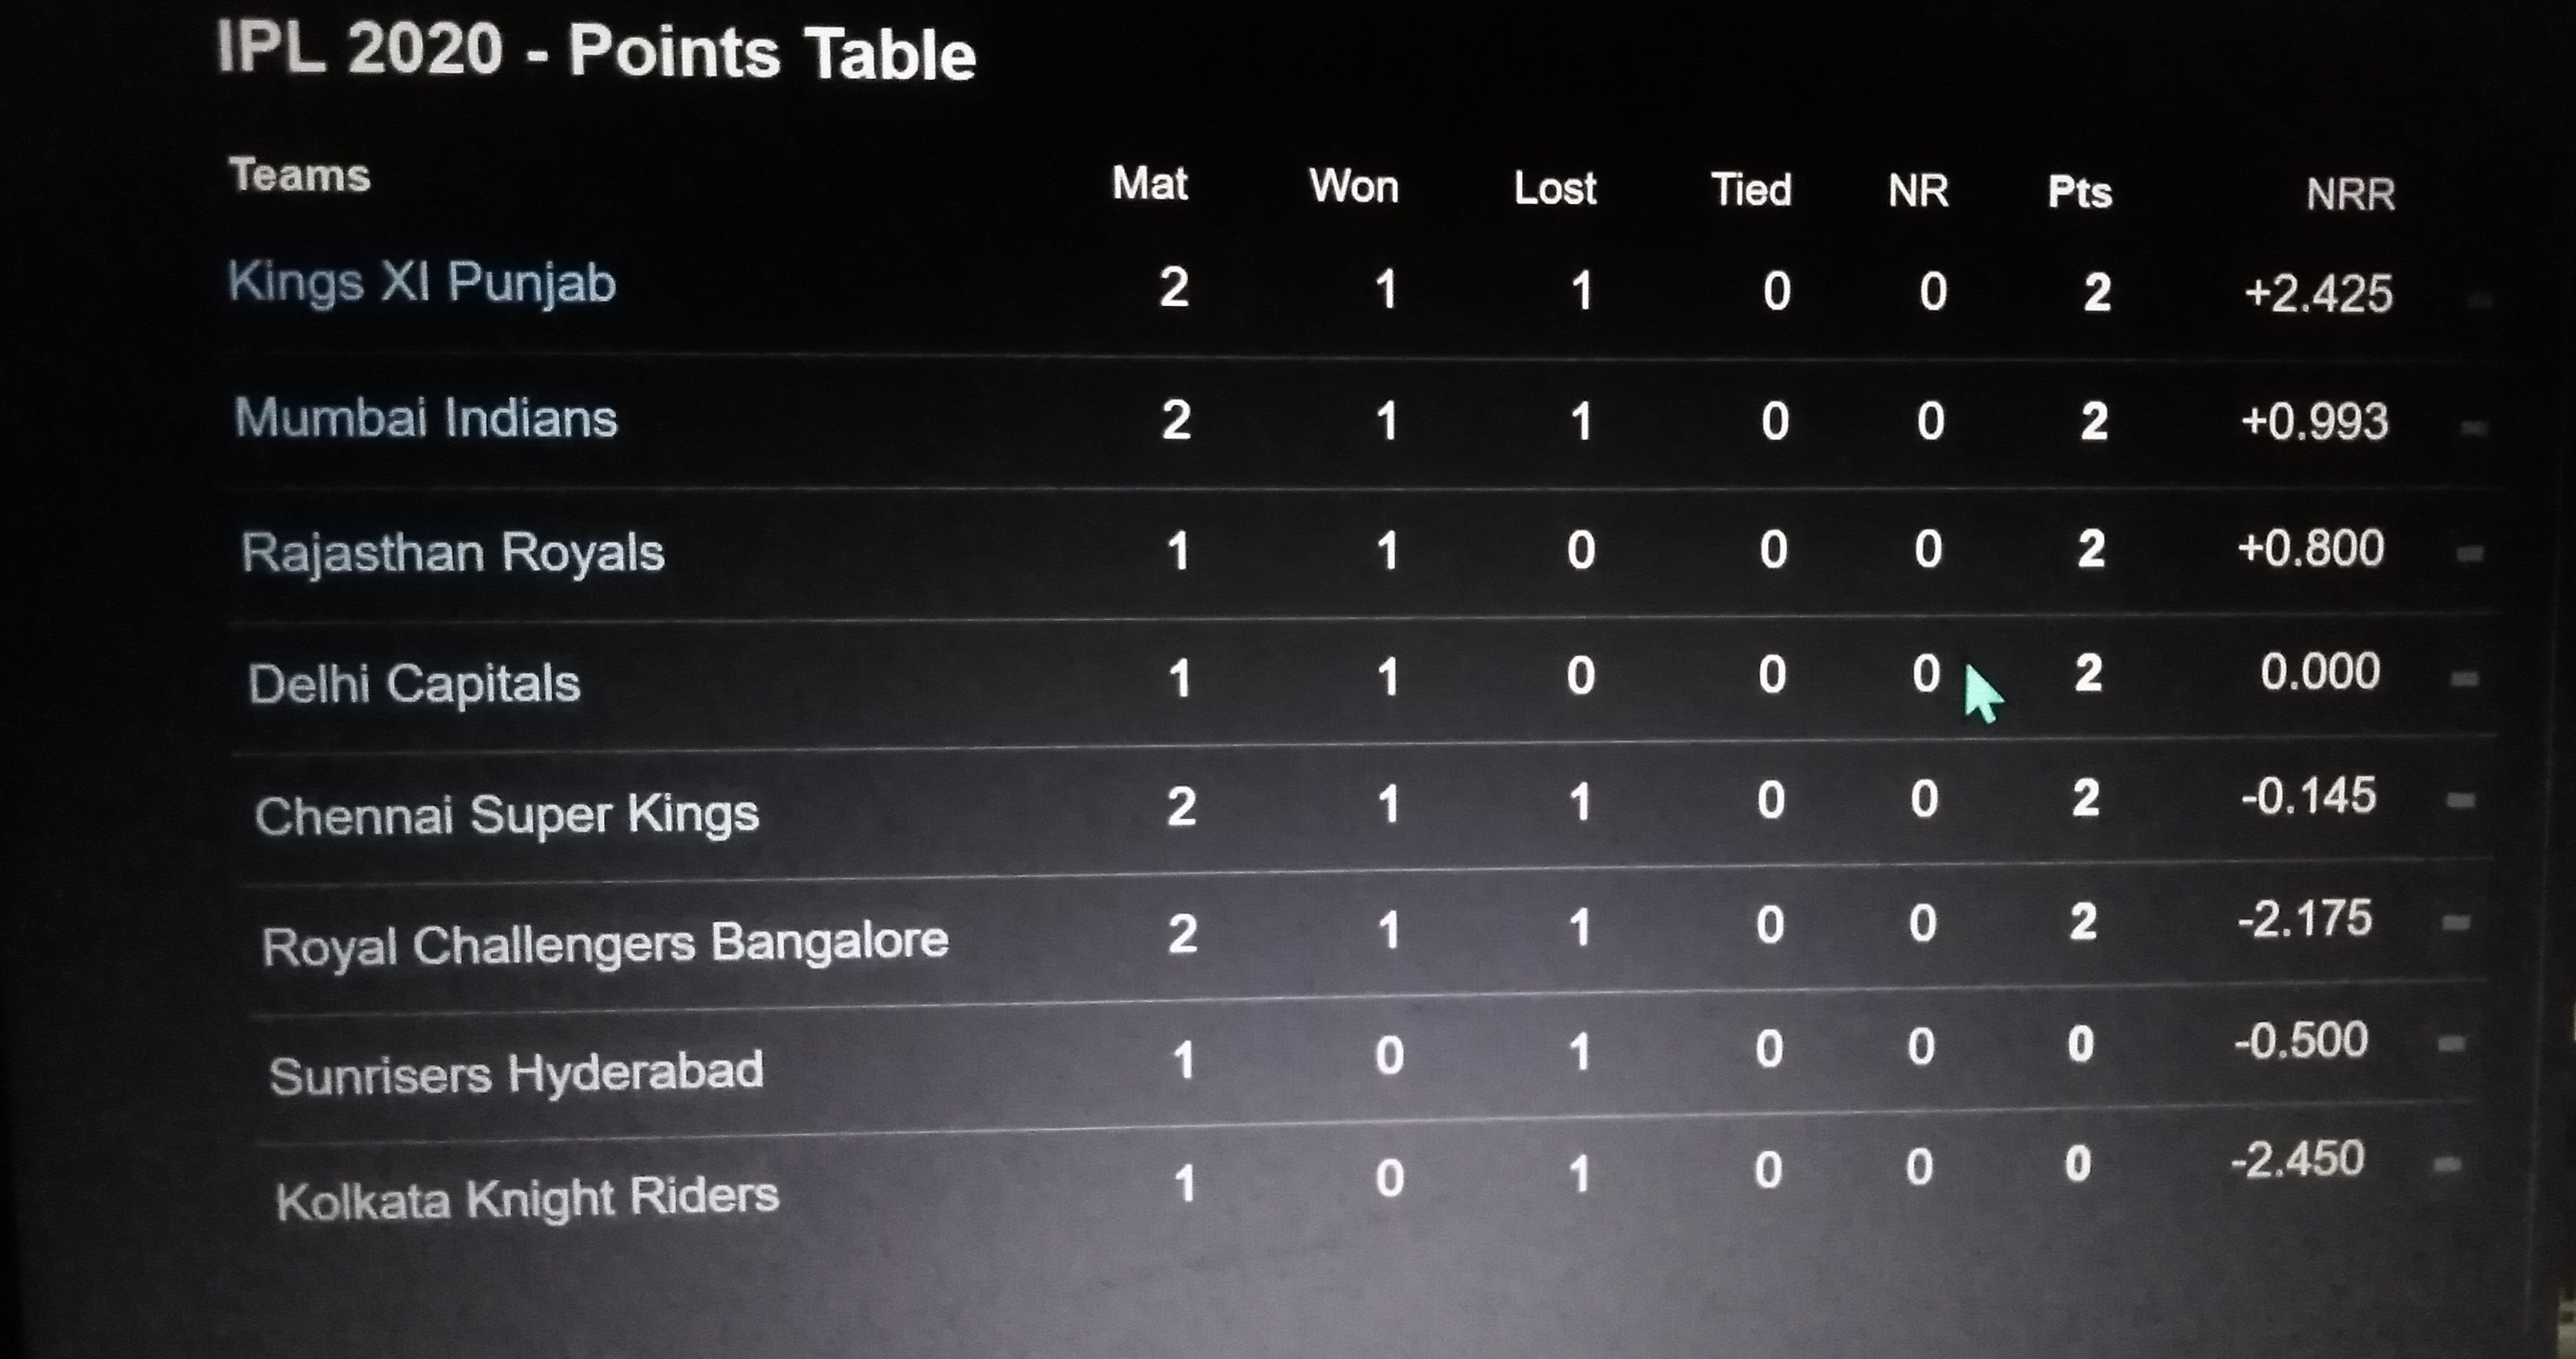 IPL 2020 - Points Table
Teams Mat Won Lost Tied NR Pts NRR
Kings XI Punjab 2 1 1 0 0 2 +2.425
Mumbai Indians 2 1 1 0 0 2 +0.993
Rajasthan Royals 1 1 0 0 0 2 +0.800
Delhi Capitals 1 1 0 0 0 2 0.000
Chennai Super Kings 2 1 1 0 0 2 -0.145
Royal Challengers Bangalore 2 1 1 0 0 2 -2.175
Sunrisers Hyderabad 1 0 1 0 0 0 -0.500
Kolkata Knight Riders 1 0 1 0 0 0 -2.450